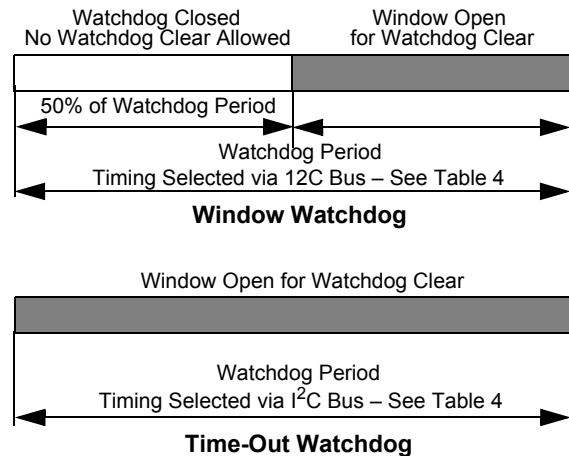 Watchdog Closed
No Watchdog Clear Allowed
Window Open
for Watchdog Clear
50% of Watchdog Period
Watchdog Period
Timing Selected via 12C Bus – See Table 4
Window Watchdog
Window Open for Watchdog Clear
Watchdog Period
Timing Selected via I²C Bus – See Table 4
Time-Out Watchdog